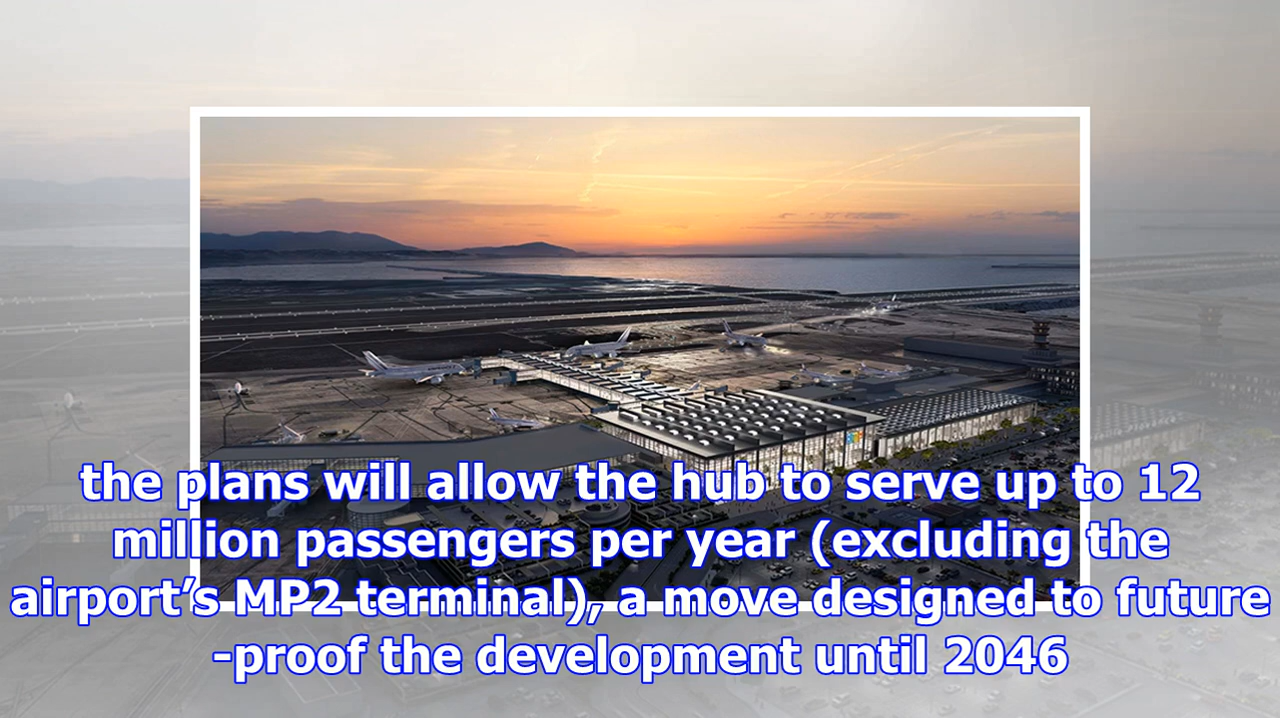 the plans will allow the hub to serve up to 12
million passengers per year (excluding the
airport’s MP2 terminal), a move designed to future
-proof the development until 2046